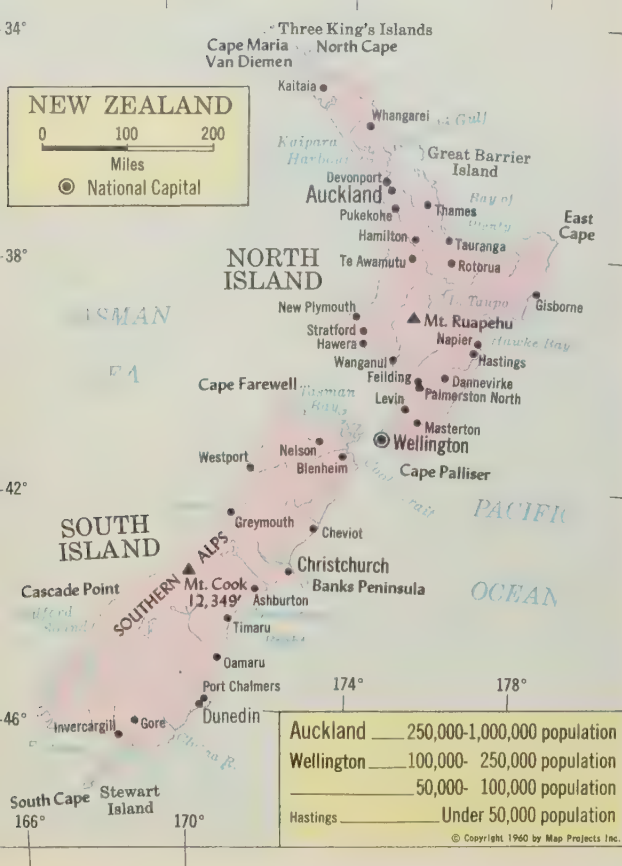 34°
Three King's Islands
Cape Maria
Van Diemen
North Cape
Kaitaia
NEW ZEALAND
0 100 200
Miles
National Capital
Whangarei
Gulf
Kaipara
Great Barrier
Island
Devonport
Auckland
Pukekohe
Thames
Bay of
East
Cape
Hamilton
Tauranga
38°
Te Awamutu
Rotorua
NORTH
ISLAND
L. Taupo
Gisborne
New Plymouth
Mt. Ruapehu
Stratford
Hawera
Napier
Hawke Bay
Hastings
Wanganui
Feilding
Dannevirke
Palmerston North
Cape Farewell
Tasman
Levin
Masterton
Nelson
Wellington
Westport
Blenheim
Cape Palliser
42°
PACIFIC
Greymouth
SOUTH
ISLAND
Cheviot
SOUTHERN ALPS
Christchurch
Cascade Point
Mt. Cook
12,349'
Banks Peninsula
OCEAN
Ashburton
Timaru
Oamaru
Port Chalmers
174° 178°
46°
Invercargill
Gore
Dunedin
Auckland 250,000-1,000,000 population
Wellington 100,000- 250,000 population
50,000- 100,000 population
Hastings Under 50,000 population
© Copyright 1960 by Map Projects Inc.
South Cape
Stewart
Island
166° 170°